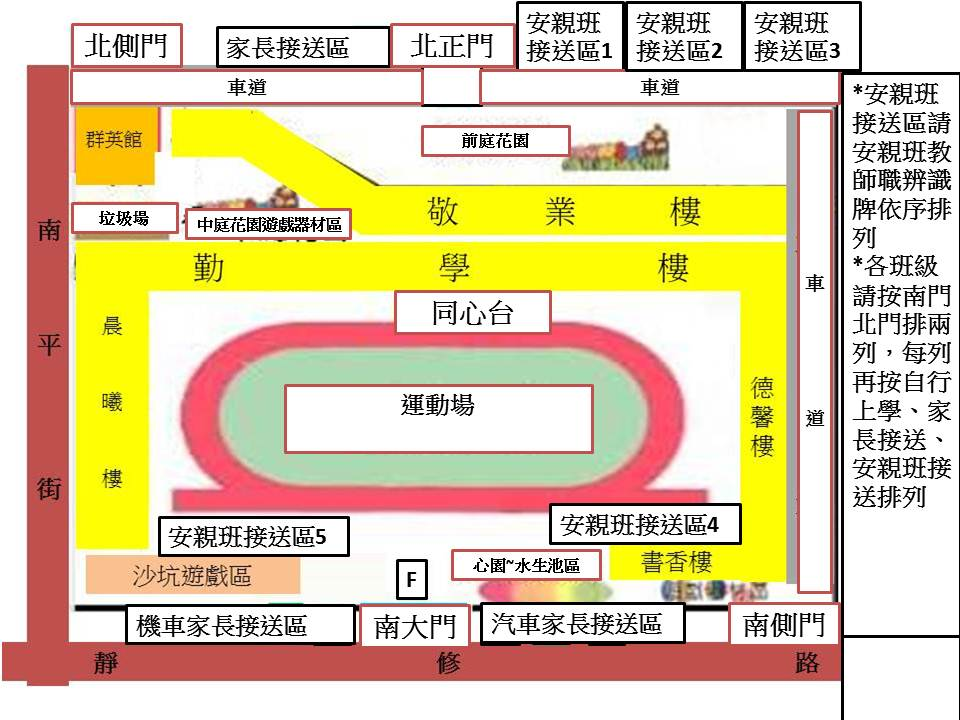 北側門
家長接送區
北正門
安親班
接送區1
安親班
接送區2
安親班
接送區3
車道
車道
群英館
前庭花園
垃圾場
中庭花園遊戲器材區
敬業樓
勤學樓
同心台
運動場
晨曦樓
德馨樓
車道
南平街
安親班接送區5
安親班接送區4
沙坑遊戲區
F
心園~水生池區
書香樓
機車家長接送區
南大門
汽車家長接送區
南側門
靜修路
*安親班
接送區請
安親班教
師職辨識
牌依序排
列
*各班級
請按南門
北門排兩
列，每列
再按自行
上學、家
長接送、
安親班接
送排列